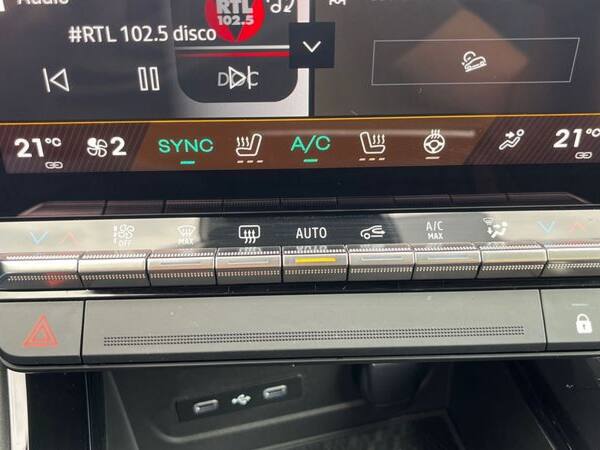 Audio
RTL
102.5
#RTL 102.5 disco
21°C
2
SYNC
A/C
21°C
OFF
MAX
AUTO
A/C
MAX